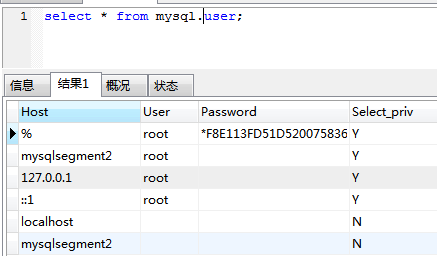 1 select * from mysql.user;
信息 结果1 概况 状态
Host User Password Select_priv
% root *F8E113FD51D520075836 Y
mysqlsegment2 root Y
127.0.0.1 root Y
::1 root Y
localhost N
mysqlsegment2 N